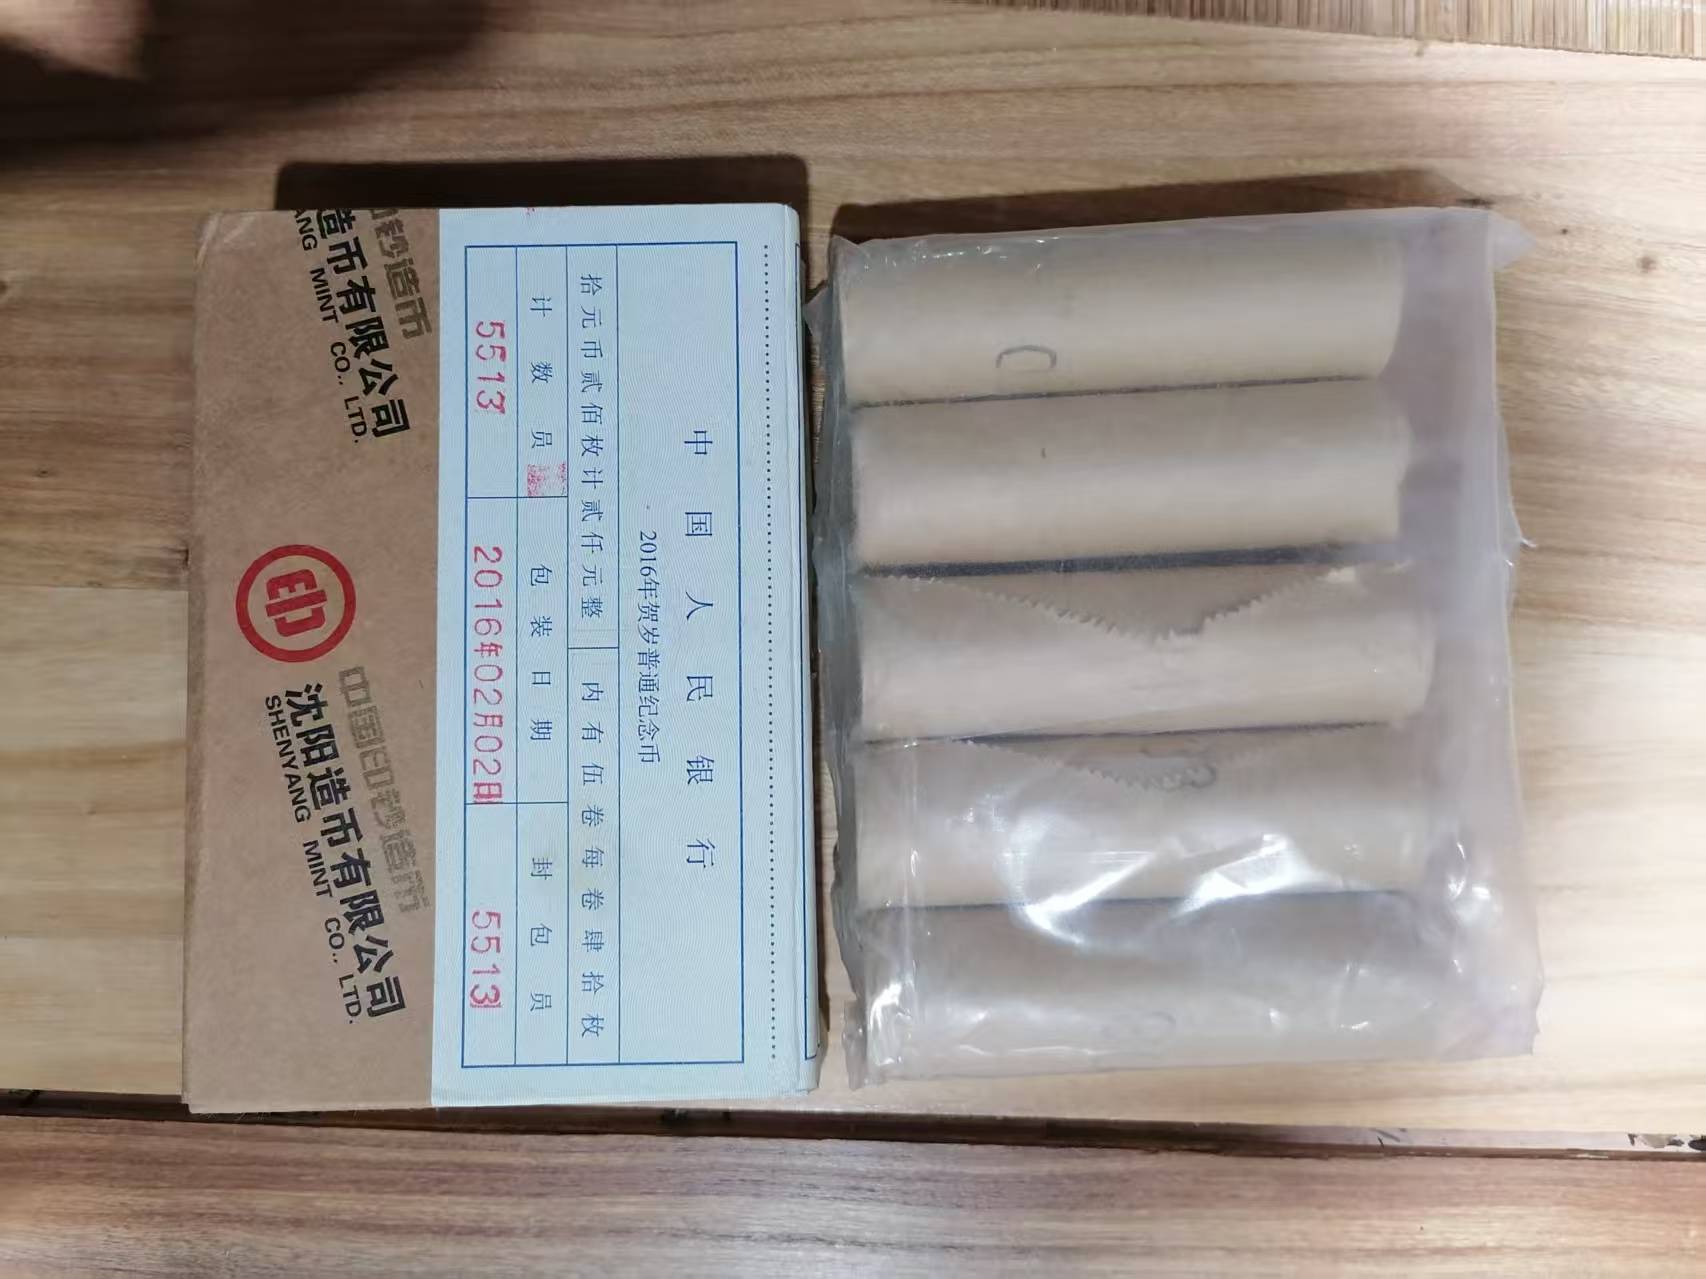 中国人民银行
2016年贺岁普通纪念币
拾元币贰佰枚计贰仟元整 内有伍卷每卷肆拾枚
计数员 包装日期 封包员
5513 2016年02月02日 5513
钞造币
造币有限公司
ANG MINT CO., LTD.
中国印钞造币
沈阳造币有限公司
SHENYANG MINT CO., LTD.